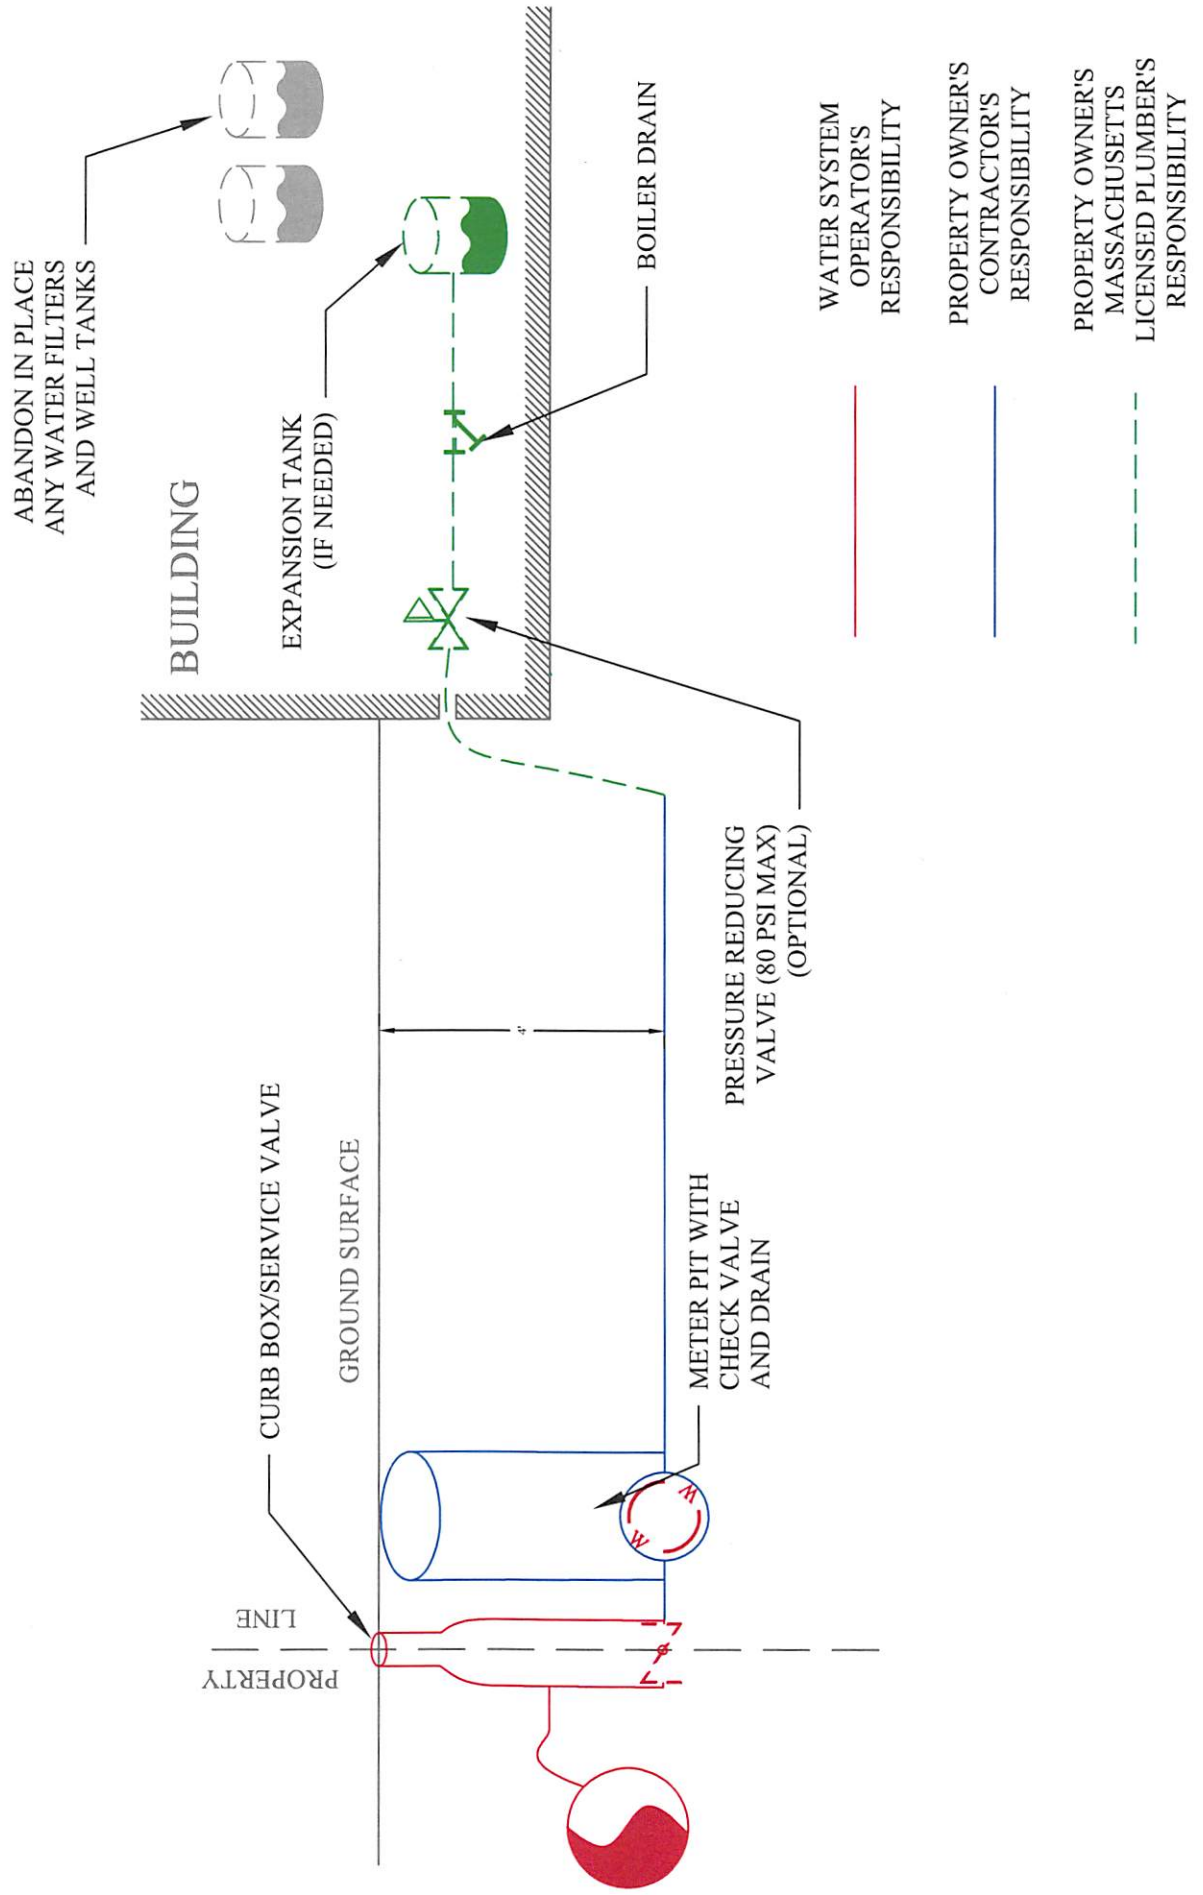 ABANDON IN PLACE
ANY WATER FILTERS
AND WELL TANKS
BUILDING
EXPANSION TANK
(IF NEEDED)
BOILER DRAIN
CURB BOX/SERVICE VALVE
GROUND SURFACE
PROPERTY
LINE
4'
PRESSURE REDUCING
VALVE (80 PSI MAX)
(OPTIONAL)
METER PIT WITH
CHECK VALVE
AND DRAIN
W
W
WATER SYSTEM
OPERATOR'S
RESPONSIBILITY
PROPERTY OWNER'S
CONTRACTOR'S
RESPONSIBILITY
PROPERTY OWNER'S
MASSACHUSETTS
LICENSED PLUMBER'S
RESPONSIBILITY